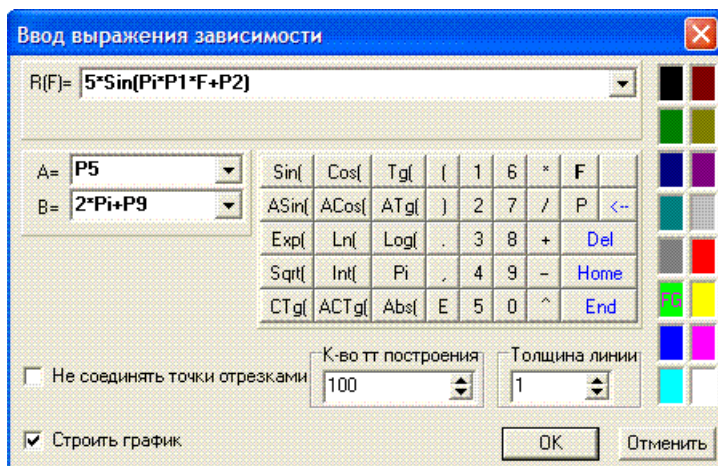 Ввод выражения зависимости
R(F)= 5*Sin(Pi*P1*F+P2)
A= P5
B= 2*Pi+P9
Sin( Cos( Tg( ( 1 6 * F
ASin( ACos( ATg( ) 2 7 / P <--
Exp( Ln( Log( . 3 8 + Del
Sqrt( Int( Pi , 4 9 - Home
CTg( ACTg( Abs( E 5 0 ^ End
FG
К-во тт построения Толщина линии
Не соединять точки отрезками 100 1
Строить график OK Отменить